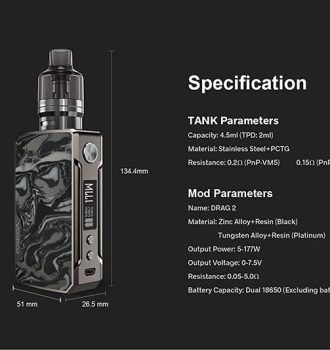 Specification
TANK Parameters
Capacity: 4.5ml (TPD: 2ml)
Material: Stainless Steel+PCTG
Resistance: 0.2Ω (PnP-VM5) 0.15Ω (PnP
134.4mm
Mod Parameters
Name: DRAG 2
Material: Zinc Alloy+Resin (Black)
Tungsten Alloy+Resin (Platinum)
Output Power: 5-177W
Output Voltage: 0-7.5V
Resistance: 0.05-5.0Ω
Battery Capacity: Dual 18650 (Excluding bat
51 mm
26.5 mm